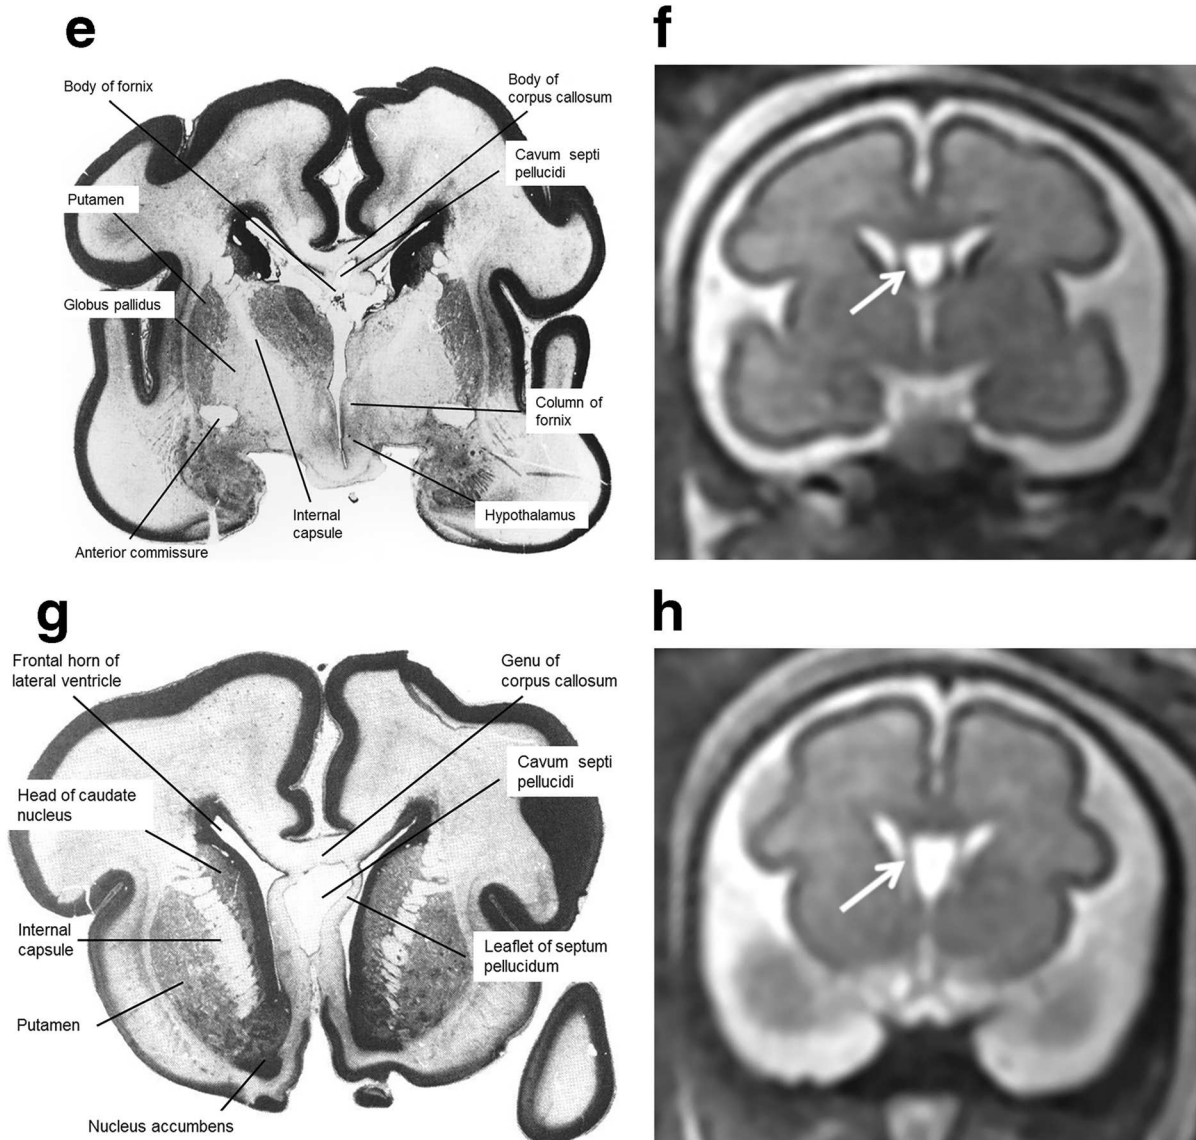 e
f
Body of fornix
Body of
corpus callosum
Cavum septi
pellucidi
Putamen
Globus pallidus
Column of
fornix
Internal
capsule
Hypothalamus
Anterior commissure
g
h
Frontal horn of
lateral ventricle
Genu of
corpus callosum
Cavum septi
pellucidi
Head of caudate
nucleus
Internal
capsule
Leaflet of septum
pellucidum
Putamen
Nucleus accumbens